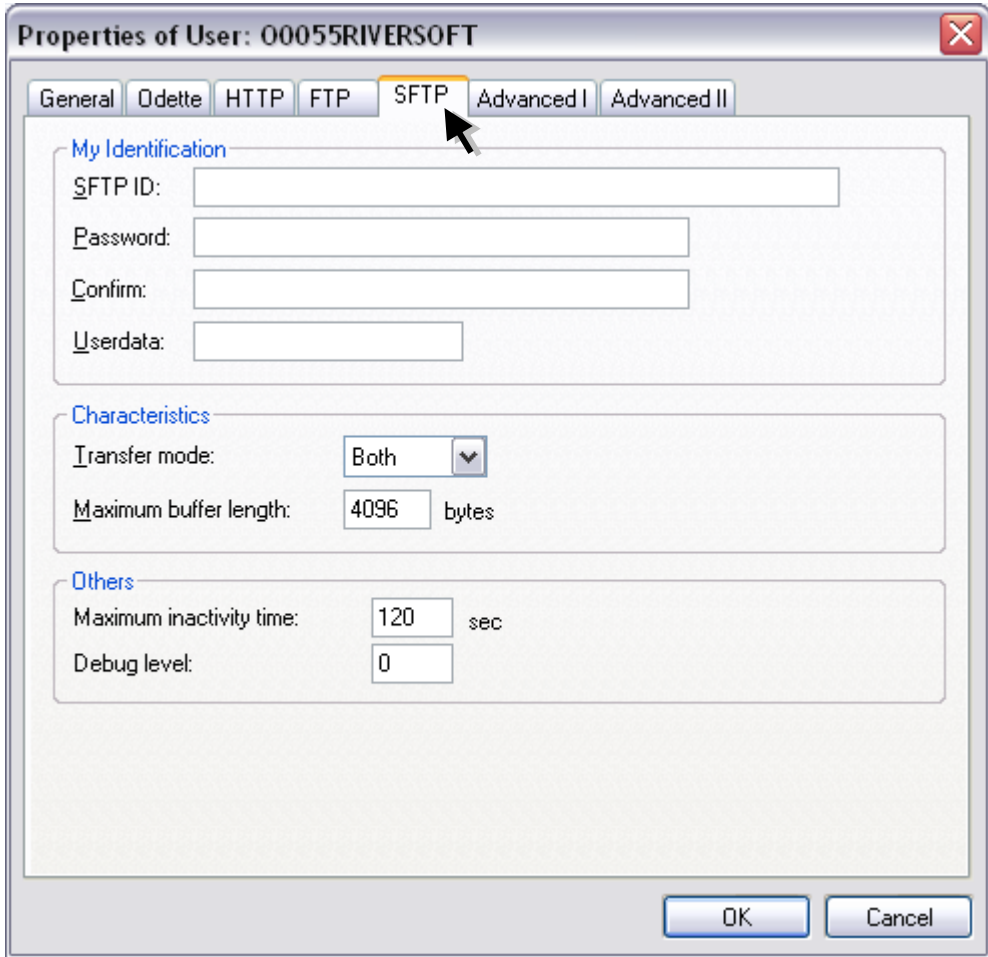 Properties of User: O0055RIVERSOFT
General Odette HTTP FTP SFTP Advanced I Advanced II
My Identification
SFTP ID:
Password:
Confirm:
Userdata:
Characteristics
Transfer mode: Both
Maximum buffer length: 4096 bytes
Others
Maximum inactivity time: 120 sec
Debug level: 0
OK Cancel